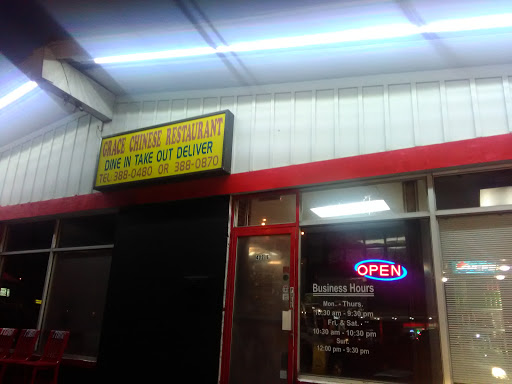 GRACE CHINESE RESTAURANT
DINE IN TAKE OUT DELIVER
TEL.388-0480 OR 388-0870
OPEN
Business Hours
Mon. - Thurs.
10:30 am - 9:30 pm
Fri. & Sat.
10:30 am - 10:30 pm
Sun.
12:00 pm - 9:30 pm